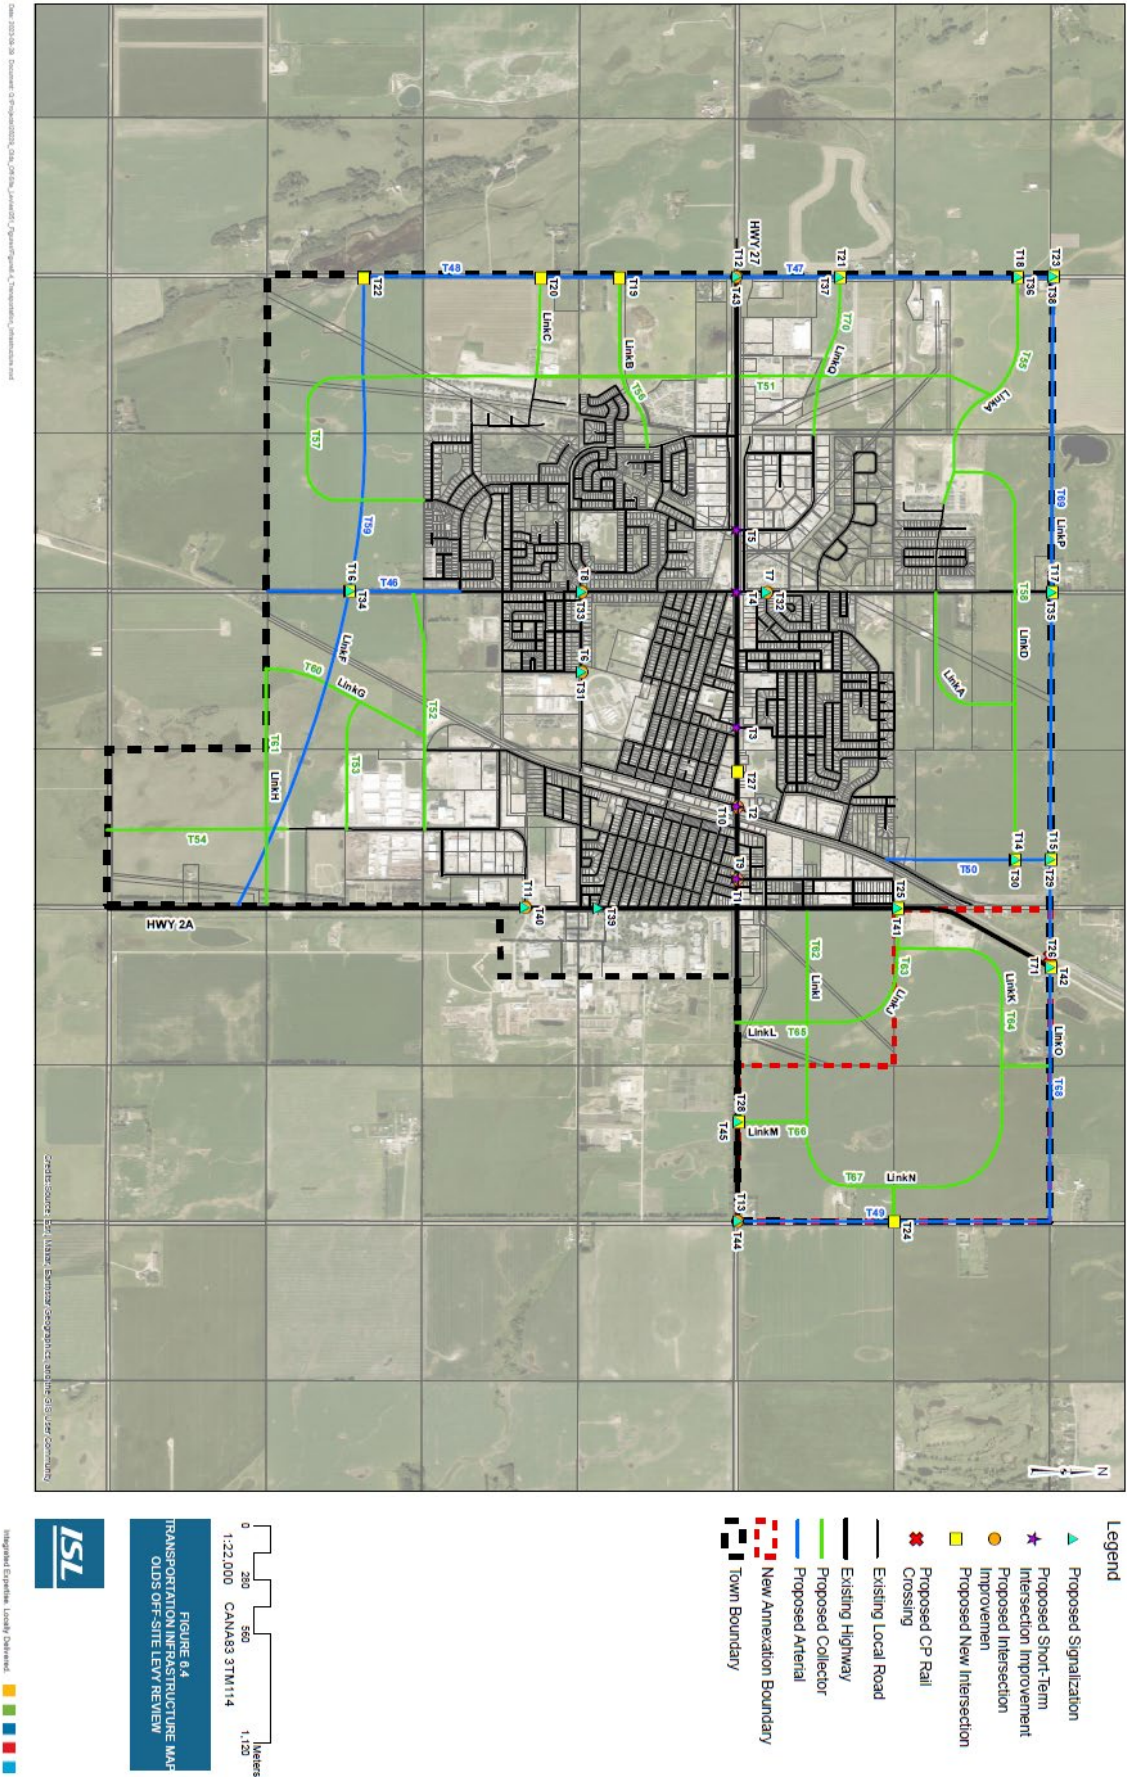 T23
T38
T69
LinkP
T17
T35
T15
T29
T26
T42
T71
LinkO
T68
N
T18
T36
T55
LinkA
T58
LinkD
T14
T30
T50
LinkK
T64
LinkA
T21
T37
T70
LinkQ
T25
T41
T63
LinkJ
LinkN
T24
T49
T67
HWY 27
T47
T12
T43
T51
T5
T7
T32
T4
T3
T27
T2
T10
T9
T1
T62
LinkI
LinkL
T65
T28
T45
LinkM
T66
T13
T44
T19
LinkB
T56
T8
T33
T6
T31
T39
T20
LinkC
T11
T40
T48
T22
T57
T59
T16
T34
T46
LinkF
T60
LinkG
T52
T53
T61
LinkH
T54
HWY 2A
Credits: Source: Esri, Maxar, Earthstar Geographics, and the GIS User Community
Legend
Proposed Signalization
Proposed Short-Term
Intersection Improvement
Proposed Intersection
Improvemen
Proposed New Intersection
Proposed CP Rail
Crossing
Existing Local Road
Existing Highway
Proposed Collector
Proposed Arterial
New Annexation Boundary
Town Boundary
Meters
0 280 560 1,120
1:22,000 CANA83 3TM114
FIGURE 6.4
TRANSPORTATION INFRASTRUCTURE MAP
OLDS OFF-SITE LEVY REVIEW
ISL
Integrated Expertise. Locally Delivered.